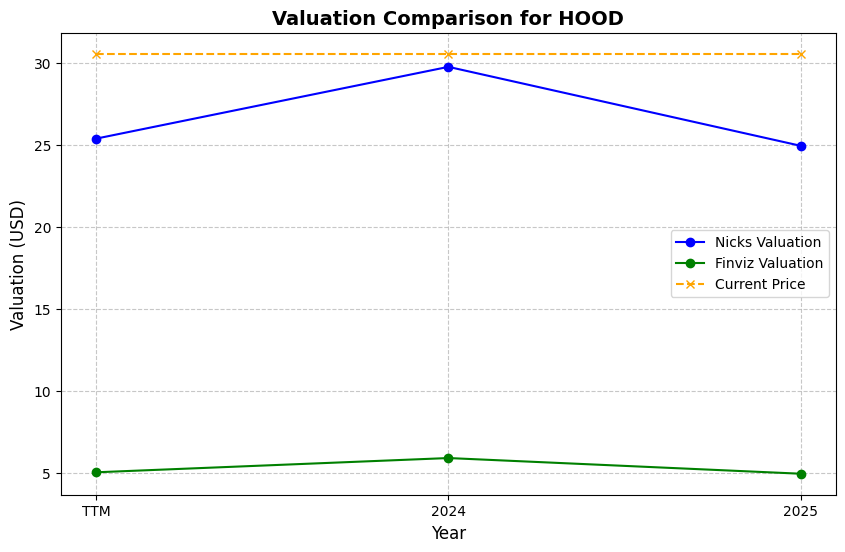 Valuation Comparison for HOOD
Valuation (USD)
30
25
20
15
10
5
Nicks Valuation
Finviz Valuation
Current Price
TTM
2024
2025
Year